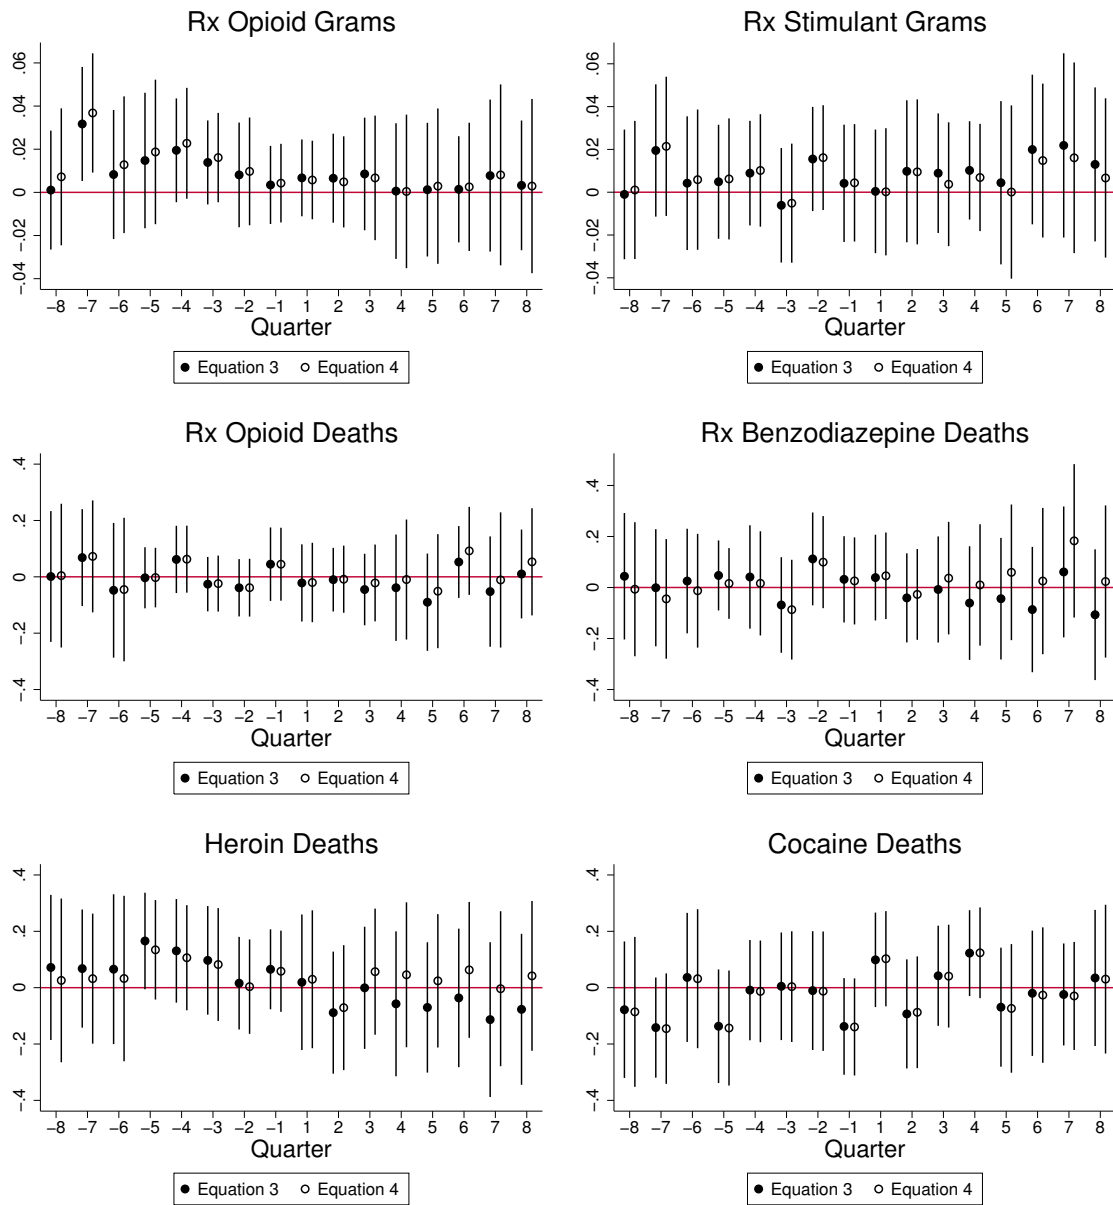 Rx Opioid Grams
.06
.04
.02
0
-.02
-.04
-8 -7 -6 -5 -4 -3 -2 -1 1 2 3 4 5 6 7 8
Quarter
Equation 3 Equation 4
Rx Stimulant Grams
.06
.04
.02
0
-.02
-.04
-8 -7 -6 -5 -4 -3 -2 -1 1 2 3 4 5 6 7 8
Quarter
Equation 3 Equation 4
Rx Opioid Deaths
.4
.2
0
-.2
-.4
-8 -7 -6 -5 -4 -3 -2 -1 1 2 3 4 5 6 7 8
Quarter
Equation 3 Equation 4
Rx Benzodiazepine Deaths
.4
.2
0
-.2
-.4
-8 -7 -6 -5 -4 -3 -2 -1 1 2 3 4 5 6 7 8
Quarter
Equation 3 Equation 4
Heroin Deaths
.4
.2
0
-.2
-.4
-8 -7 -6 -5 -4 -3 -2 -1 1 2 3 4 5 6 7 8
Quarter
Equation 3 Equation 4
Cocaine Deaths
.4
.2
0
-.2
-.4
-8 -7 -6 -5 -4 -3 -2 -1 1 2 3 4 5 6 7 8
Quarter
Equation 3 Equation 4